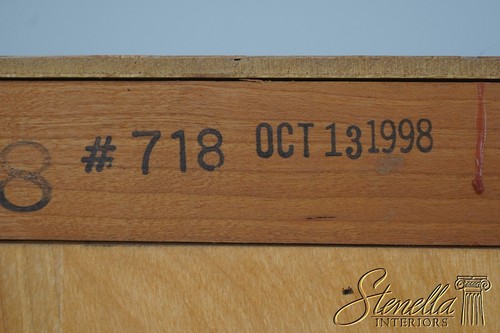 8 # 718 OCT 13 1998
Stenella
INTERIORS